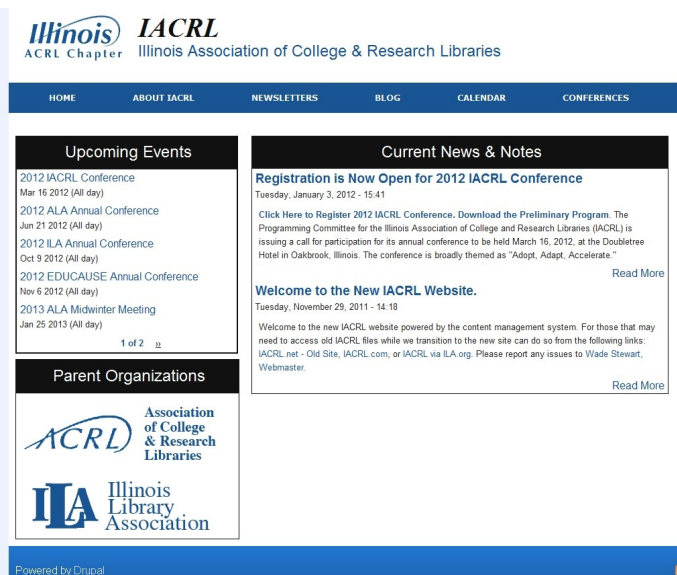 Illinois
ACRL Chapter
IACRL
Illinois Association of College & Research Libraries
HOME ABOUT IACRL NEWSLETTERS BLOG CALENDAR CONFERENCES
Upcoming Events
2012 IACRL Conference
Mar 16 2012 (All day)
2012 ALA Annual Conference
Jun 21 2012 (All day)
2012 ILA Annual Conference
Oct 9 2012 (All day)
2012 EDUCAUSE Annual Conference
Nov 6 2012 (All day)
2013 ALA Midwinter Meeting
Jan 25 2013 (All day)
1 of 2 »
Current News & Notes
Registration is Now Open for 2012 IACRL Conference
Tuesday, January 3, 2012 - 15:41
Click Here to Register 2012 IACRL Conference. Download the Preliminary Program. The
Programming Committee for the Illinois Association of College and Research Libraries (IACRL) is
issuing a call for participation for its annual conference to be held March 16, 2012, at the Doubletree
Hotel in Oakbrook, Illinois. The conference is broadly themed as "Adopt, Adapt, Accelerate."
Read More
Welcome to the New IACRL Website.
Tuesday, November 29, 2011 - 14:18
Welcome to the new IACRL website powered by the content management system. For those that may
need to access old IACRL files while we transition to the new site can do so from the following links:
IACRL.net - Old Site, IACRL.com, or IACRL via ILA.org. Please report any issues to Wade Stewart,
Webmaster.
Read More
Parent Organizations
ACRL
Association
of College
& Research
Libraries
ILA
Illinois
Library
Association
Powered by Drupal